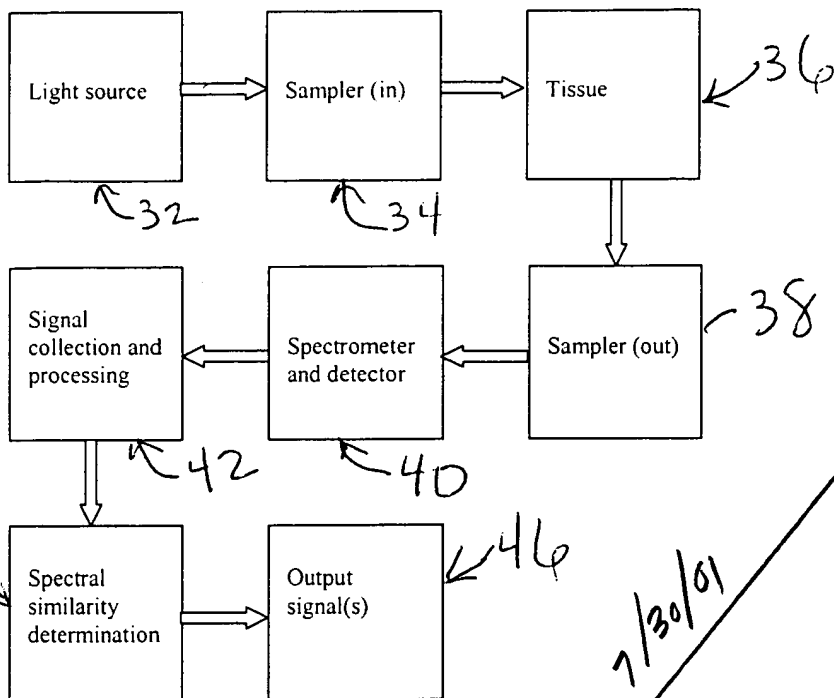 Light source
Sampler (in)
Tissue
36
32
34
Signal
collection and
processing
Spectrometer
and detector
Sampler (out)
38
42
40
Spectral
similarity
determination
Output
signal(s)
46
7/30/01